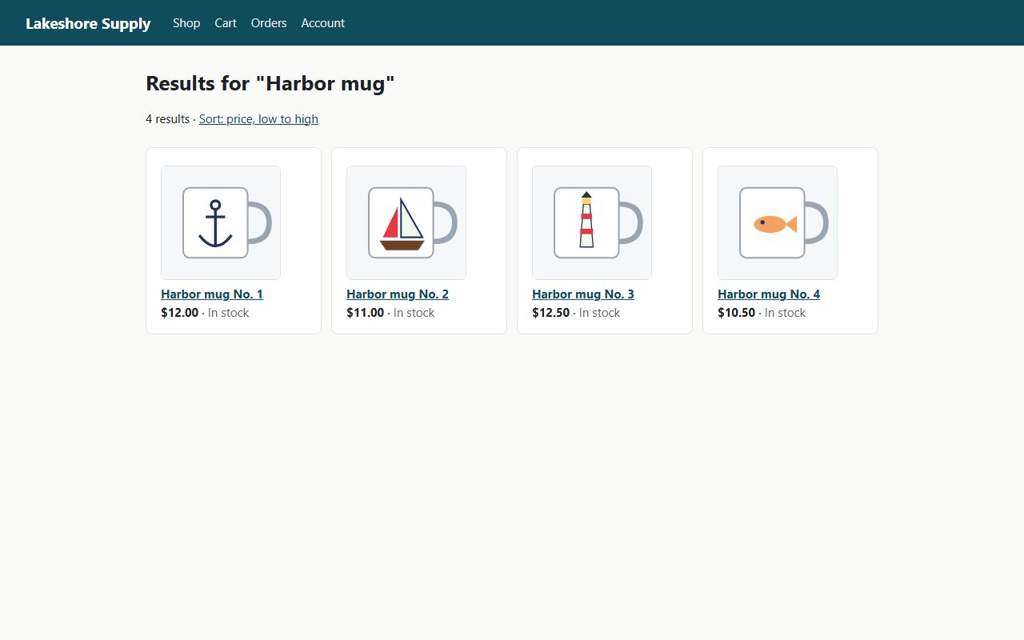 Lakeshore Supply Shop Cart Orders Account
Results for "Harbor mug"
4 results · Sort: price, low to high
Harbor mug No. 1
$12.00 · In stock
Harbor mug No. 2
$11.00 · In stock
Harbor mug No. 3
$12.50 · In stock
Harbor mug No. 4
$10.50 · In stock